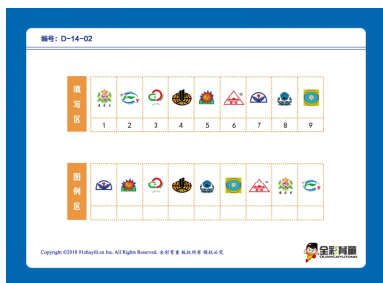 编号：D-14-02
填写区
1 2 3 4 5 6 7 8 9
图例区
Copyright ©2018 91zhuyili.cn Inc. All Rights Reserved. 全彩育童 版权所有 侵权必究
全彩育童
QUANCAIYUTONG